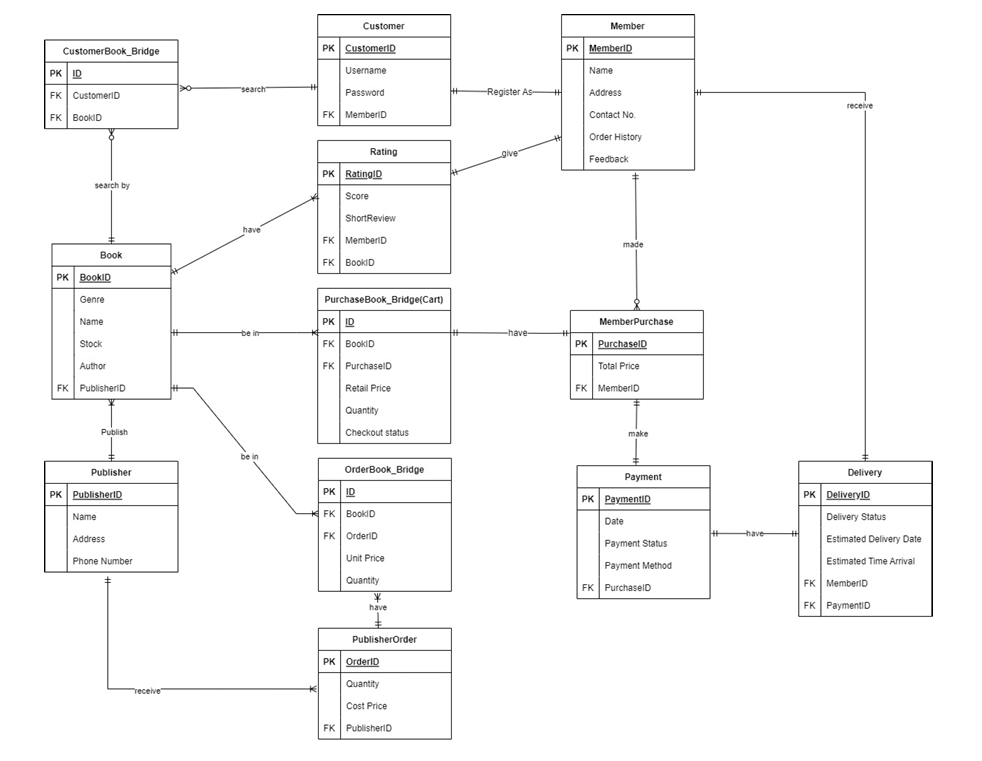 CustomerBook_Bridge
PK ID
FK CustomerID
FK BookID
search
Customer
PK CustomerID
Username
Password
FK MemberID
Register As
Member
PK MemberID
Name
Address
Contact No.
Order History
Feedback
receive
search by
Rating
PK RatingID
Score
ShortReview
FK MemberID
FK BookID
give
have
made
Book
PK BookID
Genre
Name
Stock
Author
FK PublisherID
be in
PurchaseBook_Bridge(Cart)
PK ID
FK BookID
FK PurchaseID
Retail Price
Quantity
Checkout status
have
MemberPurchase
PK PurchaseID
Total Price
FK MemberID
make
Publish
be in
Publisher
PK PublisherID
Name
Address
Phone Number
OrderBook_Bridge
PK ID
FK BookID
FK OrderID
Unit Price
Quantity
have
Payment
PK PaymentID
Date
Payment Status
Payment Method
FK PurchaseID
have
Delivery
PK DeliveryID
Delivery Status
Estimated Delivery Date
Estimated Time Arrival
FK MemberID
FK PaymentID
PublisherOrder
PK OrderID
Quantity
Cost Price
FK PublisherID
receive